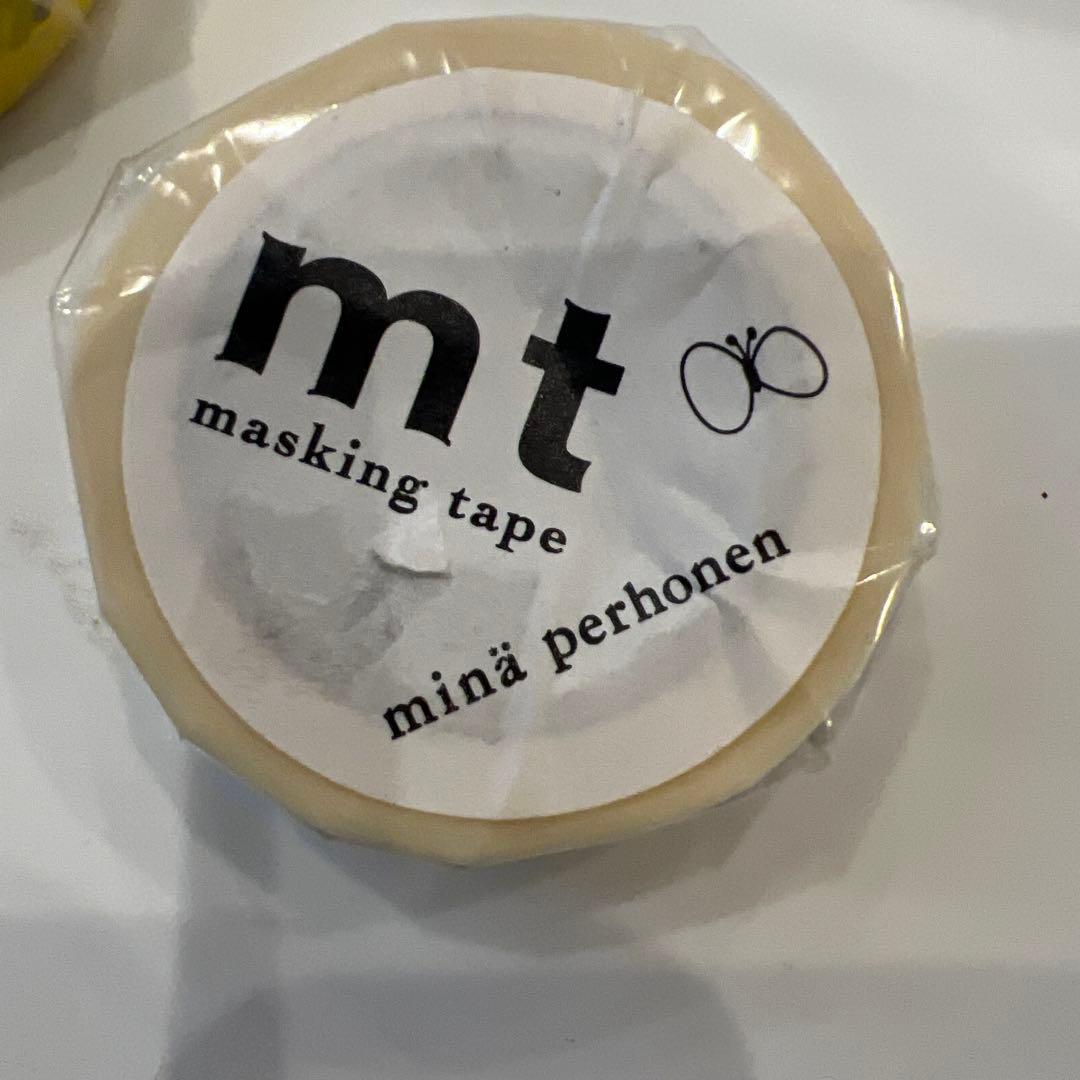 mt
masking tape
minä perhonen